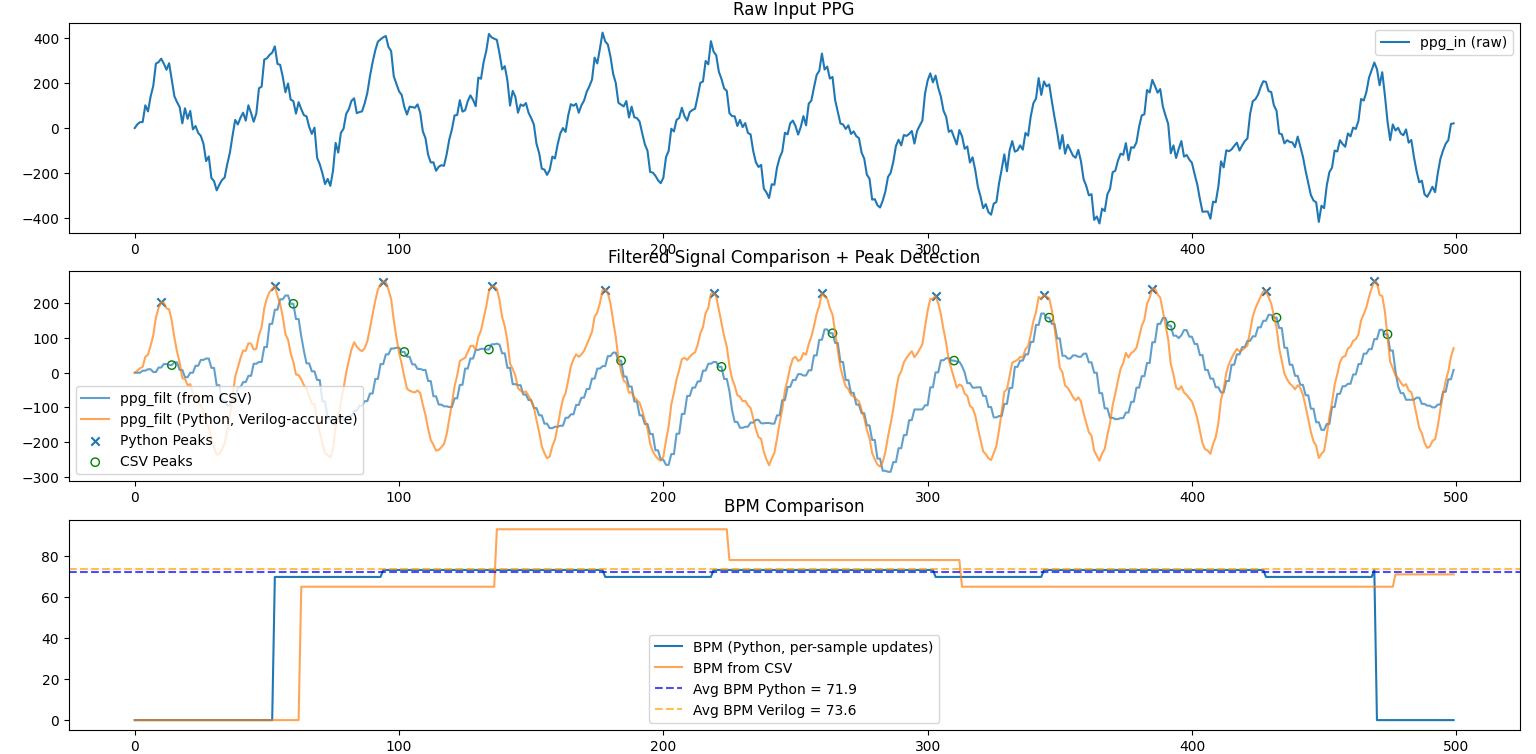 Raw Input PPG
400
200
0
−200
−400
ppg_in (raw)
0 100 200 300 400 500
Filtered Signal Comparison + Peak Detection
200
100
0
−100
−200
−300
ppg_filt (from CSV)
ppg_filt (Python, Verilog-accurate)
Python Peaks
CSV Peaks
0 100 200 300 400 500
BPM Comparison
80
60
40
20
0
BPM (Python, per-sample updates)
BPM from CSV
Avg BPM Python = 71.9
Avg BPM Verilog = 73.6
0 100 200 300 400 500